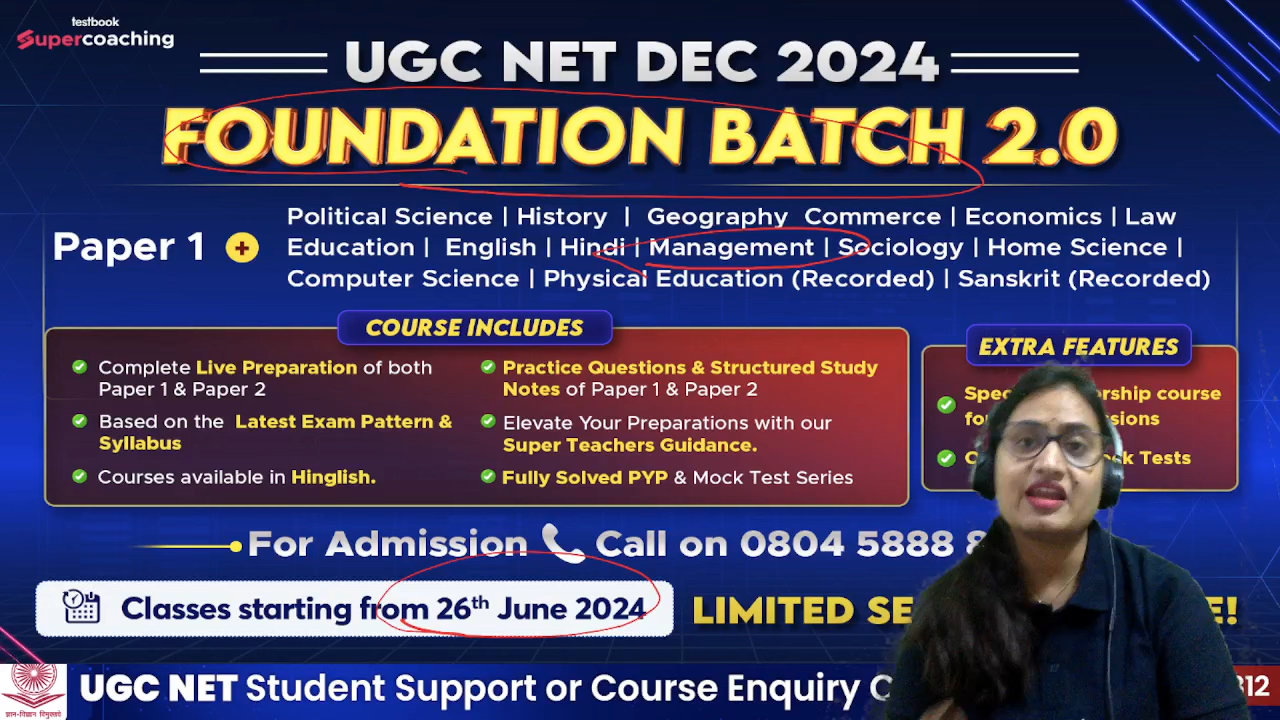 testbook
Supercoaching
UGC NET DEC 2024
FOUNDATION BATCH 2.0
Paper 1 +
Political Science | History | Geography Commerce | Economics | Law
Education | English | Hindi | Management | Sociology | Home Science |
Computer Science | Physical Education (Recorded) | Sanskrit (Recorded)
COURSE INCLUDES
Complete Live Preparation of both
Paper 1 & Paper 2
Based on the Latest Exam Pattern &
Syllabus
Courses available in Hinglish.
Practice Questions & Structured Study
Notes of Paper 1 & Paper 2
Elevate Your Preparations with our
Super Teachers Guidance.
Fully Solved PYP & Mock Test Series
EXTRA FEATURES
course
Tests
For Admission Call on 0804 5888
Classes starting from 26th June 2024
LIMITED
UGC NET Student Support or Course Enquiry
ज्ञान-विज्ञान विमुक्तये